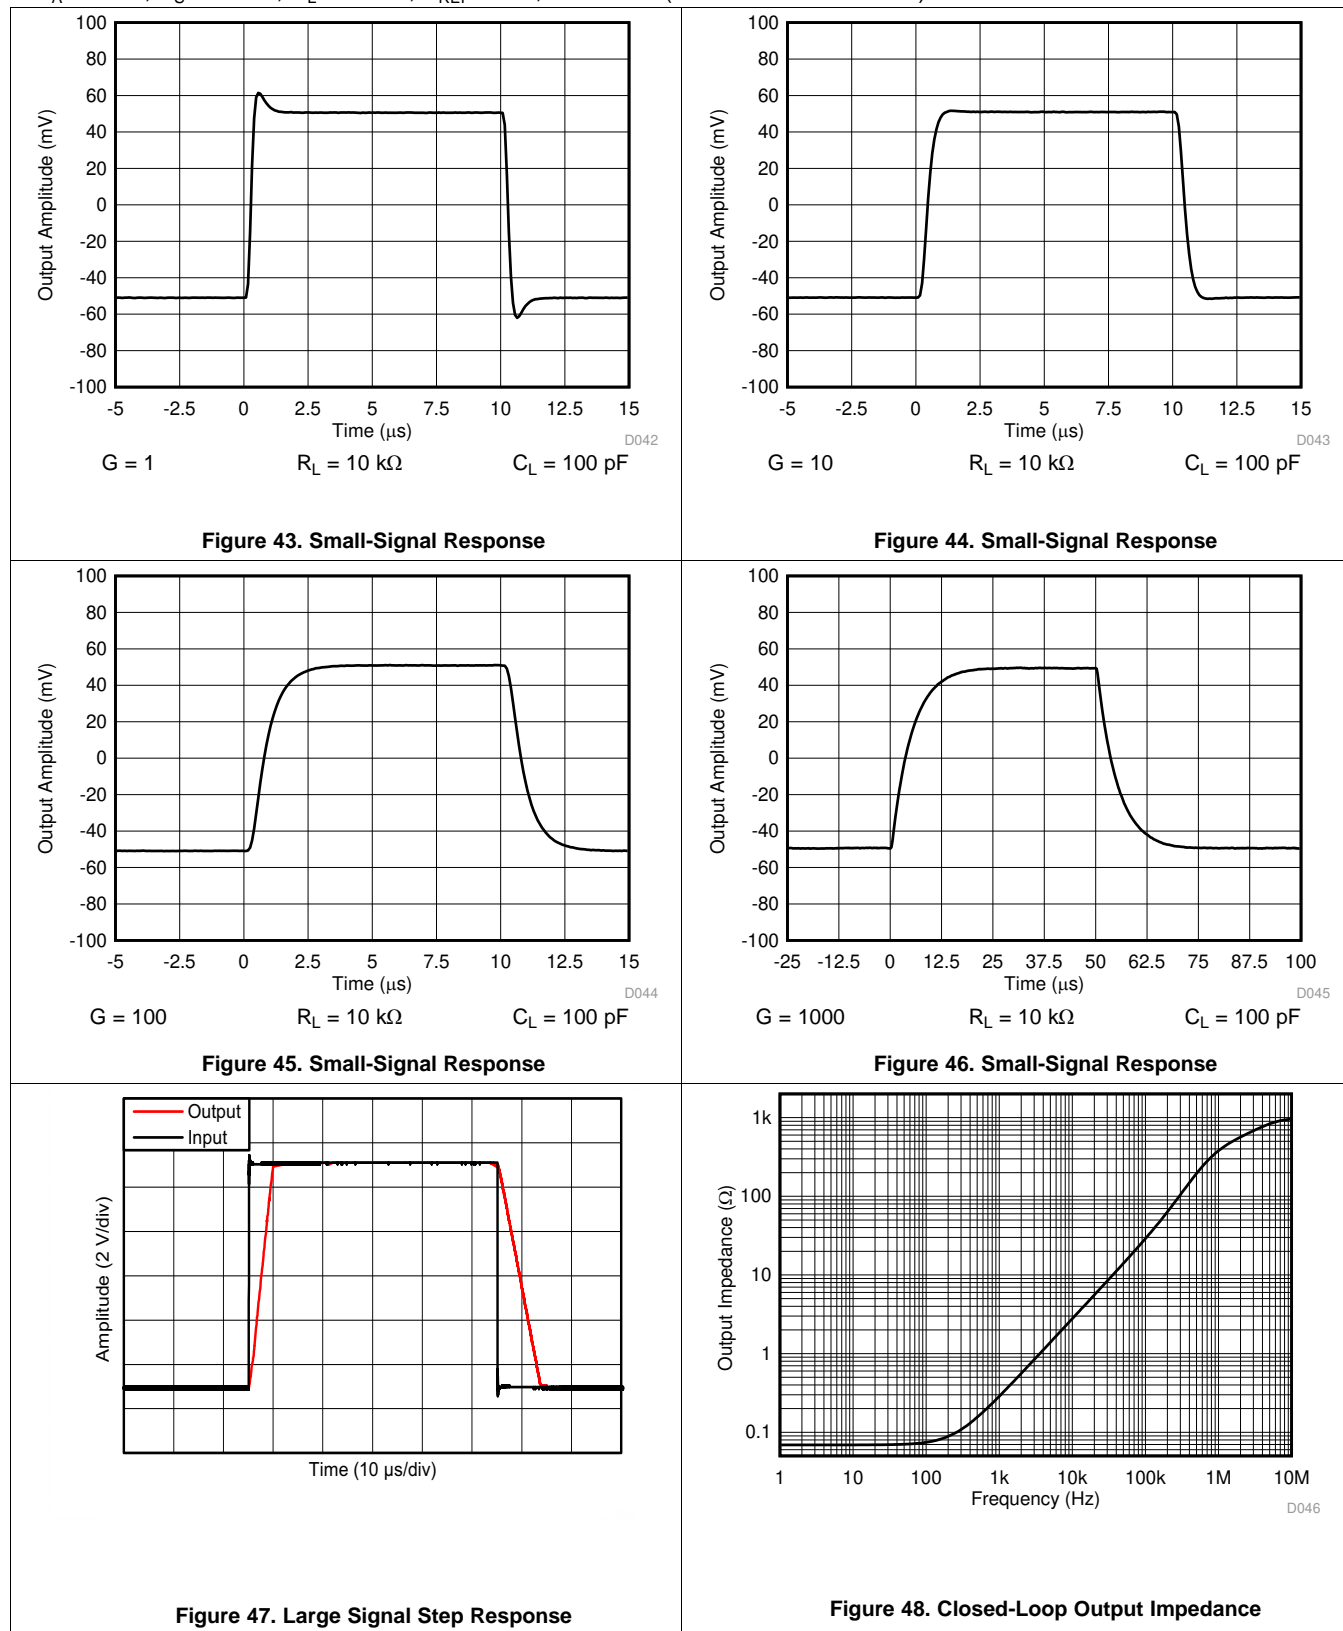 100
80
60
40
20
0
-20
-40
-60
-80
-100
-5 -2.5 0 2.5 5 7.5 10 12.5 15
Output Amplitude (mV)
Time (μs)
D042
G = 1 R_L = 10 kΩ C_L = 100 pF
Figure 43. Small-Signal Response
100
80
60
40
20
0
-20
-40
-60
-80
-100
-5 -2.5 0 2.5 5 7.5 10 12.5 15
Output Amplitude (mV)
Time (μs)
D043
G = 10 R_L = 10 kΩ C_L = 100 pF
Figure 44. Small-Signal Response
100
80
60
40
20
0
-20
-40
-60
-80
-100
-5 -2.5 0 2.5 5 7.5 10 12.5 15
Output Amplitude (mV)
Time (μs)
D044
G = 100 R_L = 10 kΩ C_L = 100 pF
Figure 45. Small-Signal Response
100
80
60
40
20
0
-20
-40
-60
-80
-100
-25 -12.5 0 12.5 25 37.5 50 62.5 75 87.5 100
Output Amplitude (mV)
Time (μs)
D045
G = 1000 R_L = 10 kΩ C_L = 100 pF
Figure 46. Small-Signal Response
Output
Input
Amplitude (2 V/div)
Time (10 μs/div)
Figure 47. Large Signal Step Response
1k
100
10
1
0.1
1 10 100 1k 10k 100k 1M 10M
Output Impedance (Ω)
Frequency (Hz)
D046
Figure 48. Closed-Loop Output Impedance